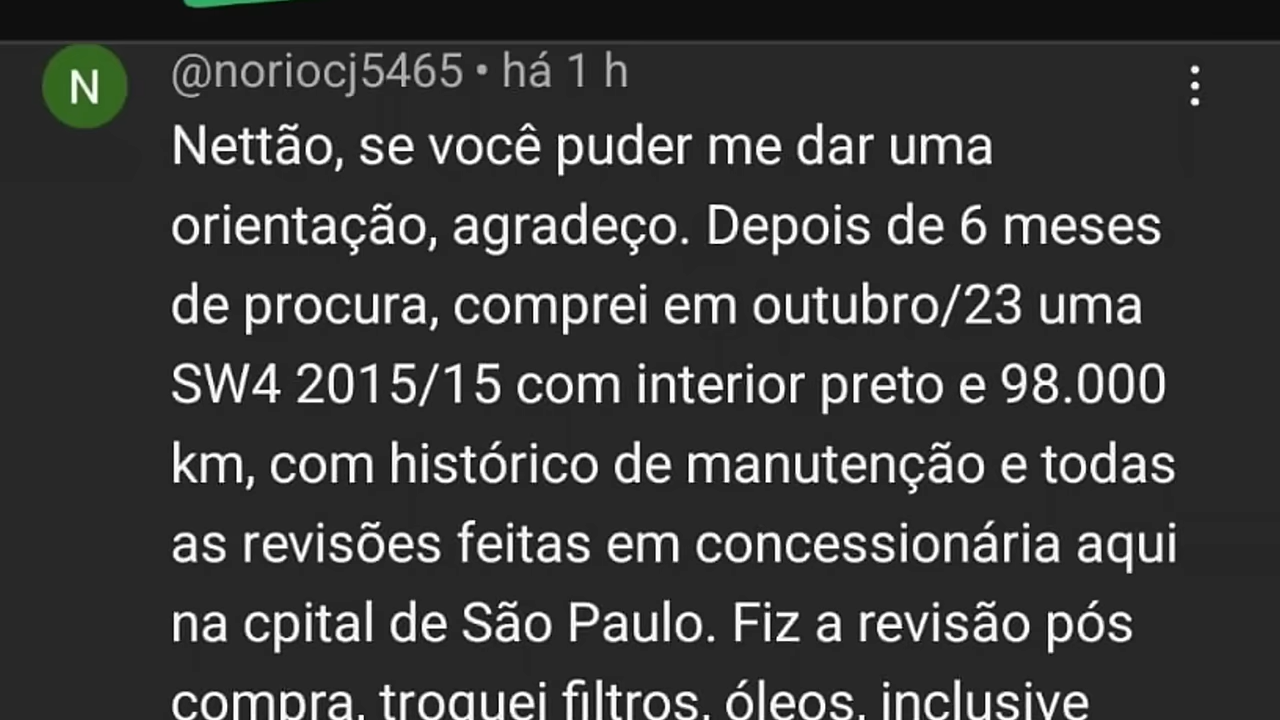 N
@noriocj5465 • há 1 h
Nettão, se você puder me dar uma
orientação, agradeço. Depois de 6 meses
de procura, comprei em outubro/23 uma
SW4 2015/15 com interior preto e 98.000
km, com histórico de manutenção e todas
as revisões feitas em concessionária aqui
na cpital de São Paulo. Fiz a revisão pós
compra, troquei filtros, óleos, inclusive